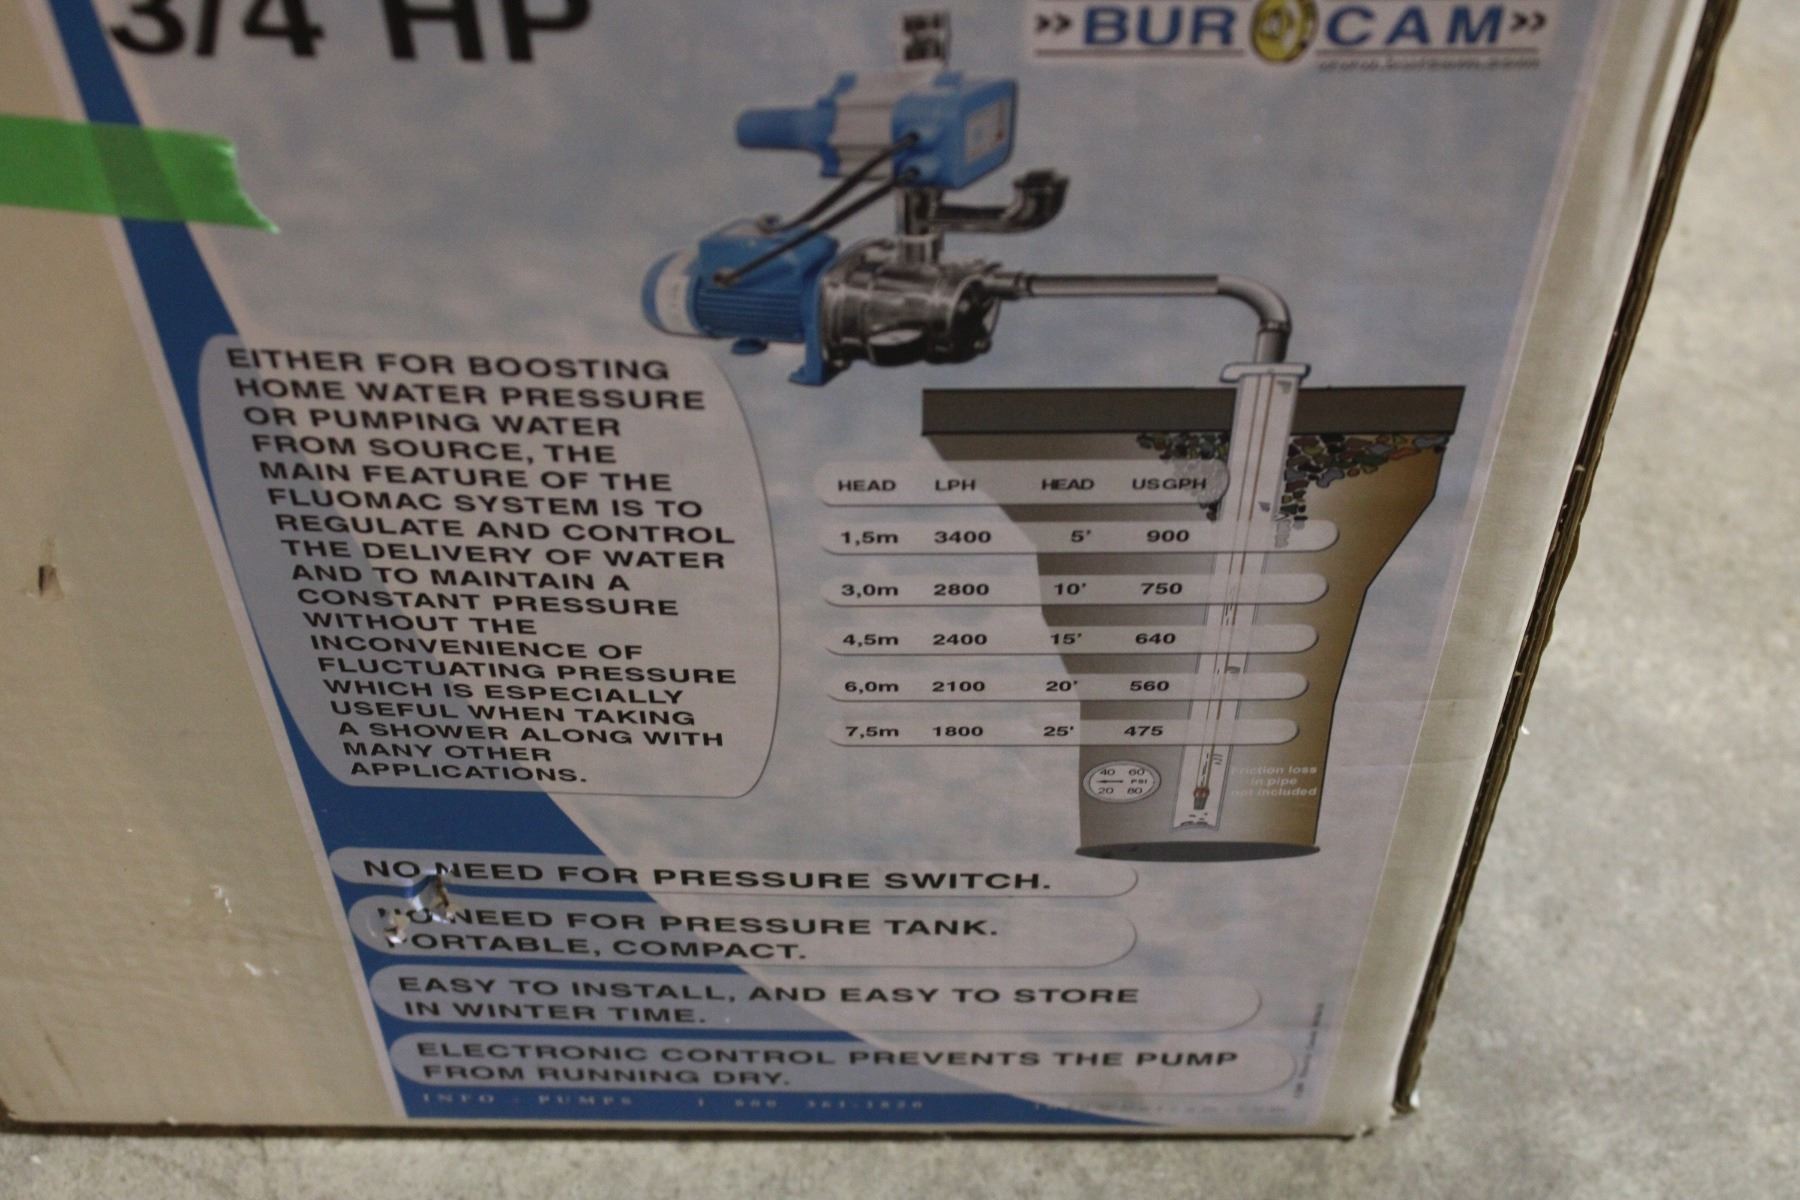 3/4 HP
»BUR CAM»
EITHER FOR BOOSTING
HOME WATER PRESSURE
OR PUMPING WATER
FROM SOURCE, THE
MAIN FEATURE OF THE
FLUOMAC SYSTEM IS TO
REGULATE AND CONTROL
THE DELIVERY OF WATER
AND TO MAINTAIN A
CONSTANT PRESSURE
WITHOUT THE
INCONVENIENCE OF
FLUCTUATING PRESSURE
WHICH IS ESPECIALLY
USEFUL WHEN TAKING
A SHOWER ALONG WITH
MANY OTHER
APPLICATIONS.
HEAD LPH HEAD USGPH
1,5m 3400 5' 900
3,0m 2800 10' 750
4,5m 2400 15' 640
6,0m 2100 20' 560
7,5m 1800 25' 475
40 60
PSI
20 80
Friction loss
in pipe
not included
NO NEED FOR PRESSURE SWITCH.
NO NEED FOR PRESSURE TANK.
PORTABLE, COMPACT.
EASY TO INSTALL, AND EASY TO STORE
IN WINTER TIME.
ELECTRONIC CONTROL PREVENTS THE PUMP
FROM RUNNING DRY.
INFO - PUMPS